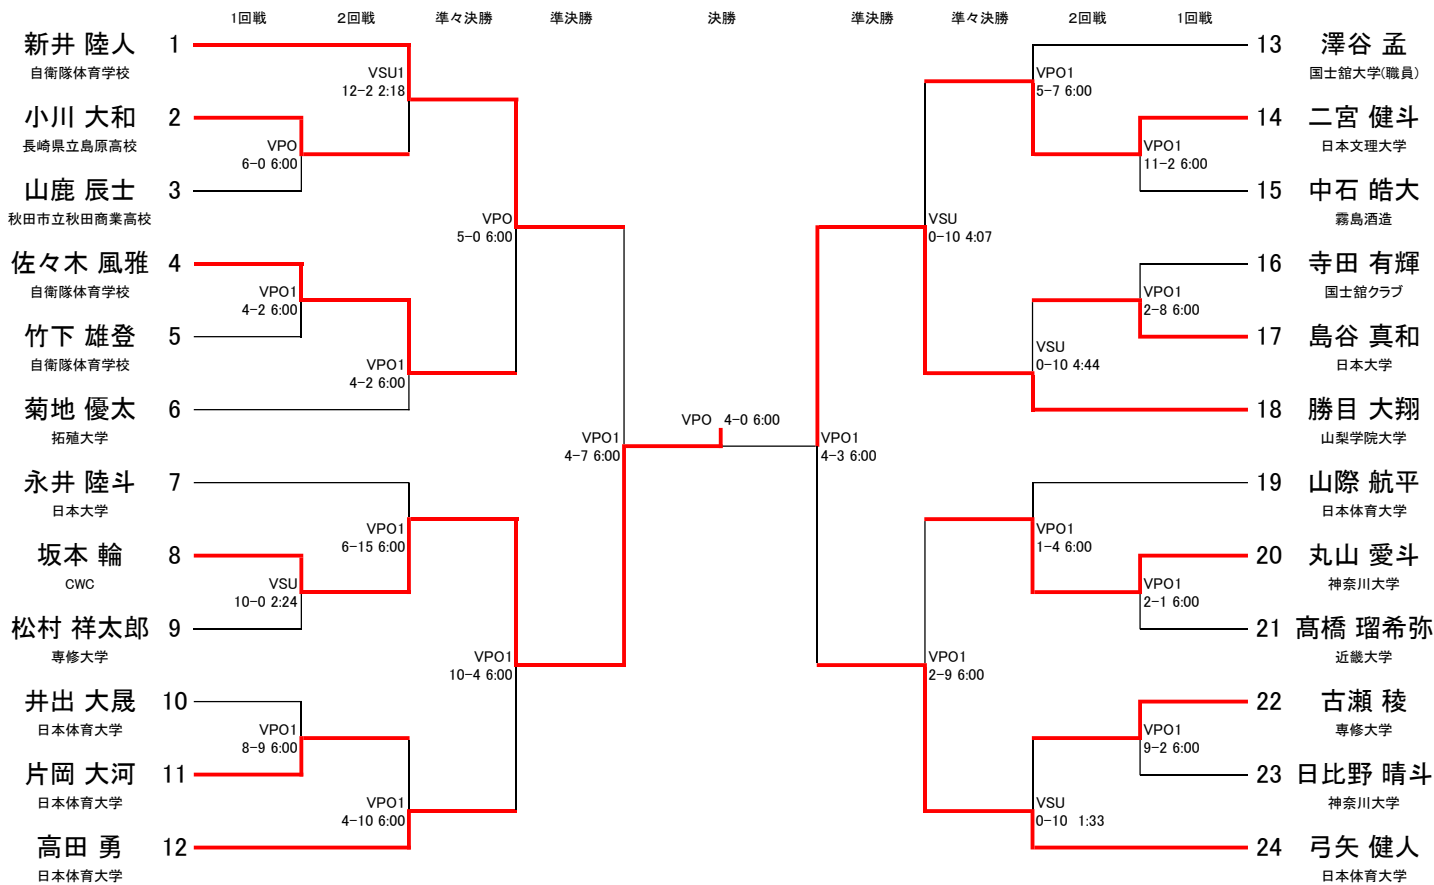 1回戦 2回戦 準々決勝 準決勝 決勝 準決勝 準々決勝 2回戦 1回戦
新井 陸人 1
自衛隊体育学校
VSU1
12-2 2:18
小川 大和 2
長崎県立島原高校
VPO
6-0 6:00
山鹿 辰士 3
秋田市立秋田商業高校
VPO
5-0 6:00
佐々木 風雅 4
自衛隊体育学校
VPO1
4-2 6:00
竹下 雄登 5
自衛隊体育学校
VPO1
4-2 6:00
菊地 優太 6
拓殖大学
VPO1
4-7 6:00
永井 陸斗 7
日本大学
VPO1
6-15 6:00
坂本 輪 8
CWC
VSU
10-0 2:24
松村 祥太郎 9
専修大学
VPO1
10-4 6:00
井出 大晟 10
日本体育大学
VPO1
8-9 6:00
片岡 大河 11
日本体育大学
VPO1
4-10 6:00
高田 勇 12
日本体育大学
VPO 4-0 6:00
13 澤谷 孟
国士舘大学(職員)
VPO1
5-7 6:00
14 二宮 健斗
日本文理大学
VPO1
11-2 6:00
15 中石 皓大
霧島酒造
VSU
0-10 4:07
16 寺田 有輝
国士舘クラブ
VPO1
2-8 6:00
17 島谷 真和
日本大学
VSU
0-10 4:44
18 勝目 大翔
山梨学院大学
VPO1
4-3 6:00
19 山際 航平
日本体育大学
VPO1
1-4 6:00
20 丸山 愛斗
神奈川大学
VPO1
2-1 6:00
21 髙橋 瑠希弥
近畿大学
VPO1
2-9 6:00
22 古瀬 稜
専修大学
VPO1
9-2 6:00
23 日比野 晴斗
神奈川大学
VSU
0-10 1:33
24 弓矢 健人
日本体育大学